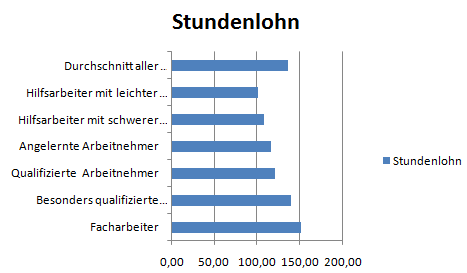 Stundenlohn
Durchschnitt aller ..
Hilfsarbeiter mit leichter ...
Hilfsarbeiter mit schwerer ...
Angelernte Arbeitnehmer
Qualifizierte Arbeitnehmer
Besonders qualifizierte...
Facharbeiter
Stundenlohn
0,00 50,00 100,00 150,00 200,00